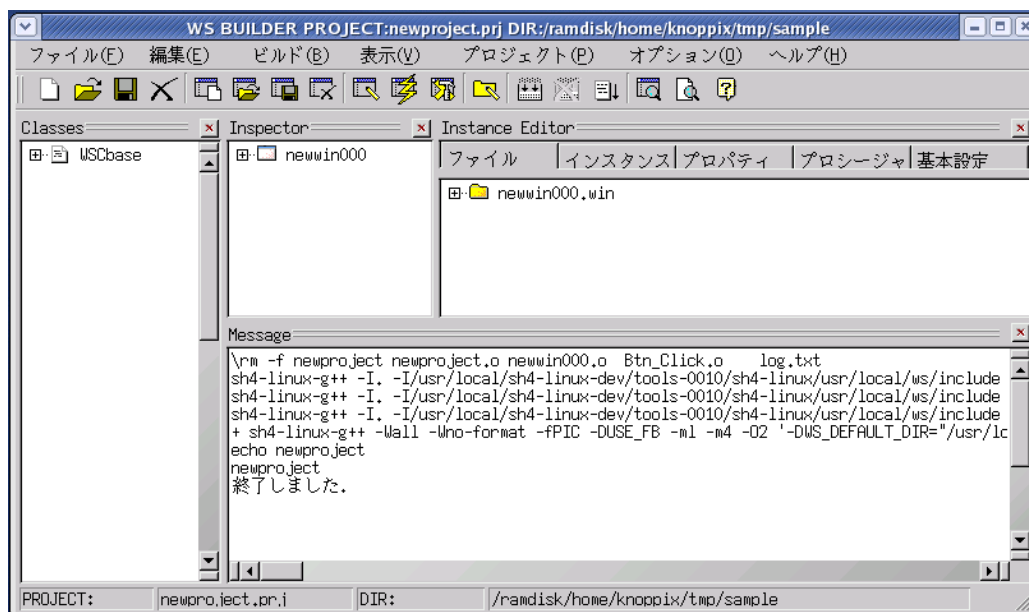 WS BUILDER PROJECT:newproject.prj DIR:/ramdisk/home/knoppix/tmp/sample
ファイル(F) 編集(E) ビルド(B) 表示(V) プロジェクト(P) オプション(O) ヘルプ(H)
Classes
WSCbase
Inspector
newwin000
Instance Editor
ファイル インスタンス プロパティ プロシージャ 基本設定
newwin000.win
Message
\rm -f newproject newproject.o newwin000.o Btn_Click.o log.txt
sh4-linux-g++ -I. -I/usr/local/sh4-linux-dev/tools-0010/sh4-linux/usr/local/ws/include
sh4-linux-g++ -I. -I/usr/local/sh4-linux-dev/tools-0010/sh4-linux/usr/local/ws/include
sh4-linux-g++ -I. -I/usr/local/sh4-linux-dev/tools-0010/sh4-linux/usr/local/ws/include
+ sh4-linux-g++ -Wall -Wno-format -fPIC -DUSE_FB -ml -m4 -O2 '-DWS_DEFAULT_DIR="/usr/lc
echo newproject
newproject
終了しました.
PROJECT: newproject.prj DIR: /ramdisk/home/knoppix/tmp/sample